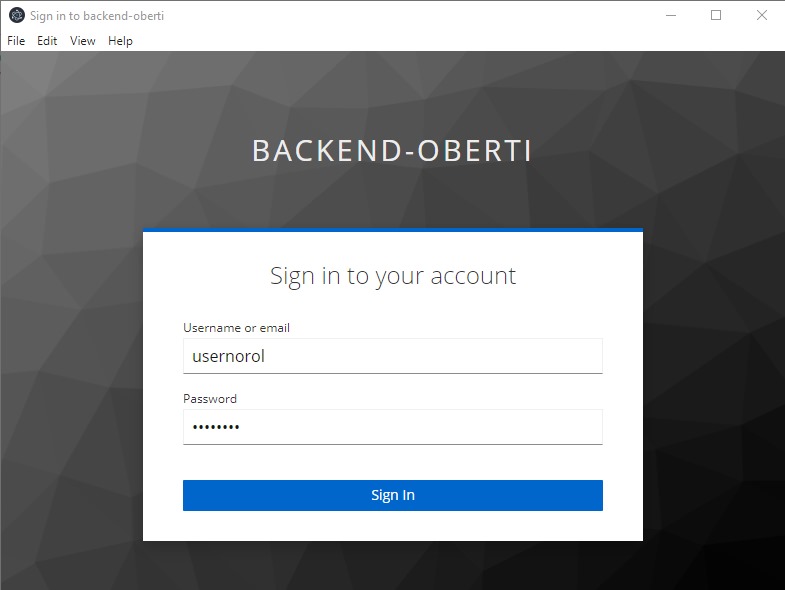 Sign in to backend-oberti
File Edit View Help
BACKEND-OBERTI
Sign in to your account
Username or email
usernorol
Password
••••••••
Sign In